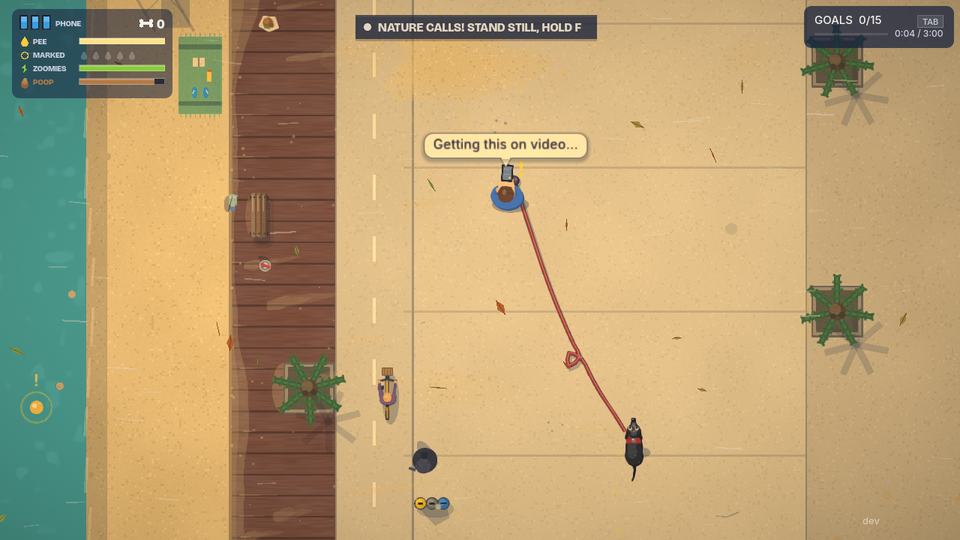 PHONE 0
PEE
MARKED
ZOOMIES
POOP
NATURE CALLS! STAND STILL, HOLD F
GOALS 0/15 TAB
0:04 / 3:00
Getting this on video...
dev